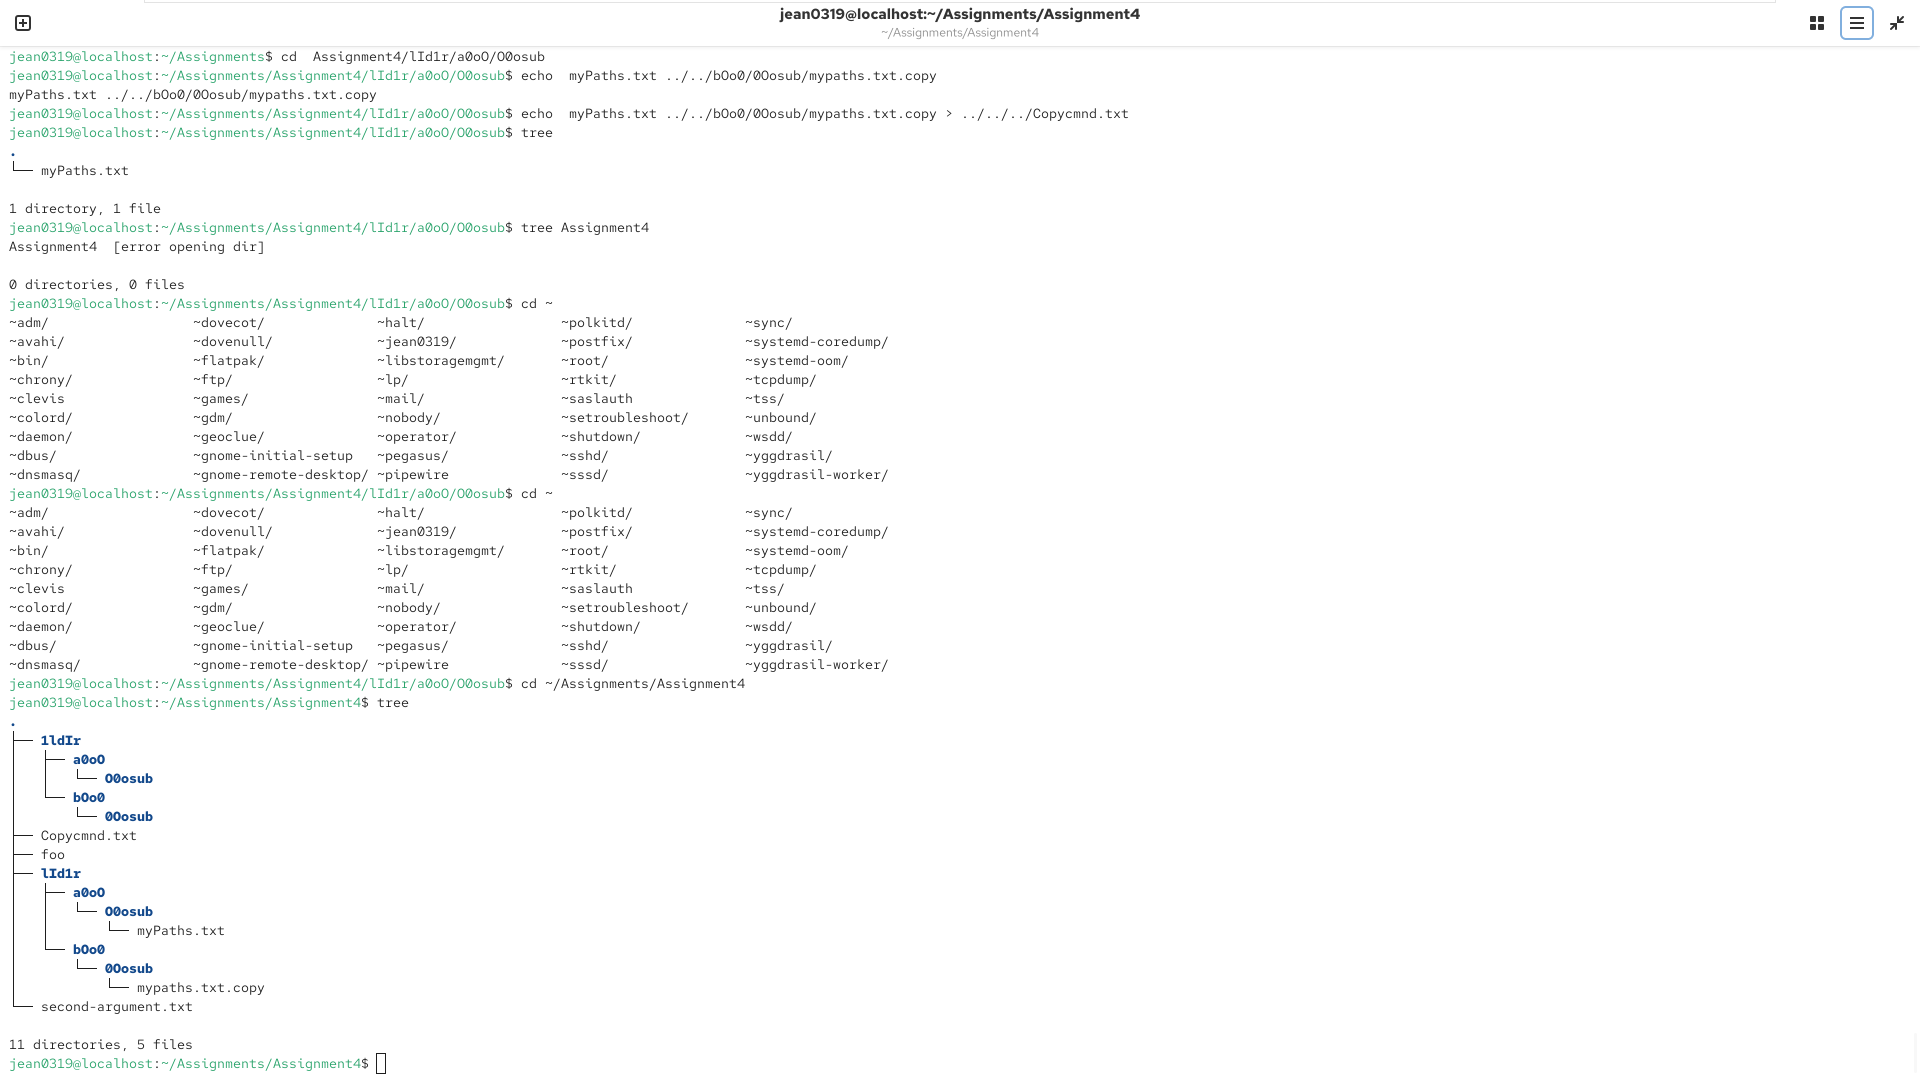 jean0319@localhost:~/Assignments/Assignment4
~/Assignments/Assignment4
jean0319@localhost:~/Assignments$ cd  Assignment4/lId1r/a0oO/O0osub
jean0319@localhost:~/Assignments/Assignment4/lId1r/a0oO/O0osub$ echo  myPaths.txt ../../bOo0/0Oosub/mypaths.txt.copy
myPaths.txt ../../bOo0/0Oosub/mypaths.txt.copy
jean0319@localhost:~/Assignments/Assignment4/lId1r/a0oO/O0osub$ echo  myPaths.txt ../../bOo0/0Oosub/mypaths.txt.copy > ../../../Copycmnd.txt
jean0319@localhost:~/Assignments/Assignment4/lId1r/a0oO/O0osub$ tree
.
└── myPaths.txt
1 directory, 1 file
jean0319@localhost:~/Assignments/Assignment4/lId1r/a0oO/O0osub$ tree Assignment4
Assignment4  [error opening dir]
0 directories, 0 files
jean0319@localhost:~/Assignments/Assignment4/lId1r/a0oO/O0osub$ cd ~
~adm/ ~dovecot/ ~halt/ ~polkitd/ ~sync/
~avahi/ ~dovenull/ ~jean0319/ ~postfix/ ~systemd-coredump/
~bin/ ~flatpak/ ~libstoragemgmt/ ~root/ ~systemd-oom/
~chrony/ ~ftp/ ~lp/ ~rtkit/ ~tcpdump/
~clevis ~games/ ~mail/ ~saslauth ~tss/
~colord/ ~gdm/ ~nobody/ ~setroubleshoot/ ~unbound/
~daemon/ ~geoclue/ ~operator/ ~shutdown/ ~wsdd/
~dbus/ ~gnome-initial-setup ~pegasus/ ~sshd/ ~yggdrasil/
~dnsmasq/ ~gnome-remote-desktop/ ~pipewire ~sssd/ ~yggdrasil-worker/
jean0319@localhost:~/Assignments/Assignment4/lId1r/a0oO/O0osub$ cd ~
~adm/ ~dovecot/ ~halt/ ~polkitd/ ~sync/
~avahi/ ~dovenull/ ~jean0319/ ~postfix/ ~systemd-coredump/
~bin/ ~flatpak/ ~libstoragemgmt/ ~root/ ~systemd-oom/
~chrony/ ~ftp/ ~lp/ ~rtkit/ ~tcpdump/
~clevis ~games/ ~mail/ ~saslauth ~tss/
~colord/ ~gdm/ ~nobody/ ~setroubleshoot/ ~unbound/
~daemon/ ~geoclue/ ~operator/ ~shutdown/ ~wsdd/
~dbus/ ~gnome-initial-setup ~pegasus/ ~sshd/ ~yggdrasil/
~dnsmasq/ ~gnome-remote-desktop/ ~pipewire ~sssd/ ~yggdrasil-worker/
jean0319@localhost:~/Assignments/Assignment4/lId1r/a0oO/O0osub$ cd ~/Assignments/Assignment4
jean0319@localhost:~/Assignments/Assignment4$ tree
.
├── 1ldIr
│   ├── a0oO
│   │   └── O0osub
│   └── bOo0
│       └── 0Oosub
├── Copycmnd.txt
├── foo
├── lId1r
│   ├── a0oO
│   │   └── O0osub
│   │       └── myPaths.txt
│   └── bOo0
│       └── 0Oosub
│           └── mypaths.txt.copy
└── second-argument.txt
11 directories, 5 files
jean0319@localhost:~/Assignments/Assignment4$